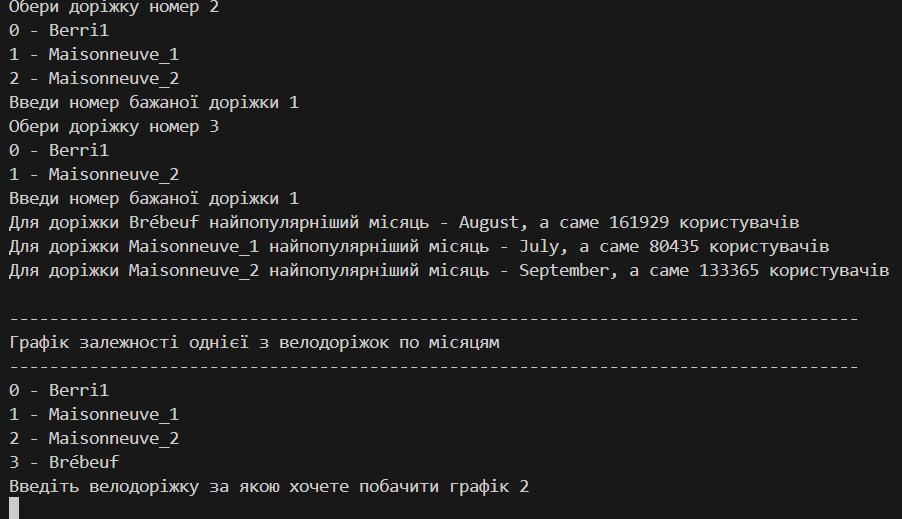 Обери доріжку номер 2
0 - Berri1
1 - Maisonneuve_1
2 - Maisonneuve_2
Введи номер бажаної доріжки 1
Обери доріжку номер 3
0 - Berri1
1 - Maisonneuve_2
Введи номер бажаної доріжки 1
Для доріжки Brébeuf найпопулярніший місяць - August, а саме 161929 користувачів
Для доріжки Maisonneuve_1 найпопулярніший місяць - July, а саме 80435 користувачів
Для доріжки Maisonneuve_2 найпопулярніший місяць - September, а саме 133365 користувачів
-------------------------------------------------------------------------------------
Графік залежності однієї з велодоріжок по місяцям
-------------------------------------------------------------------------------------
0 - Berri1
1 - Maisonneuve_1
2 - Maisonneuve_2
3 - Brébeuf
Введіть велодоріжку за якою хочете побачити графік 2